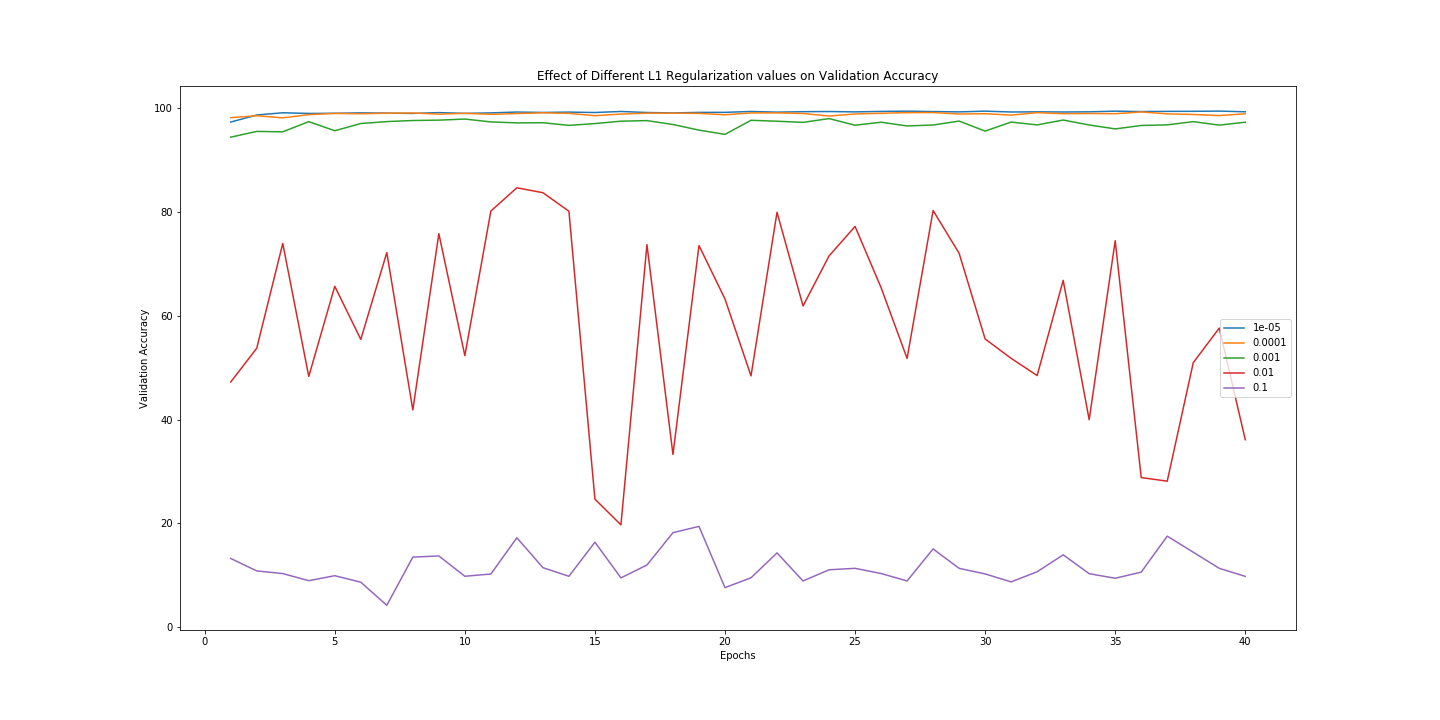 Effect of Different L1 Regularization values on Validation Accuracy
100
80
60
40
20
0
Validation Accuracy
1e-05
0.0001
0.001
0.01
0.1
0 5 10 15 20 25 30 35 40
Epochs